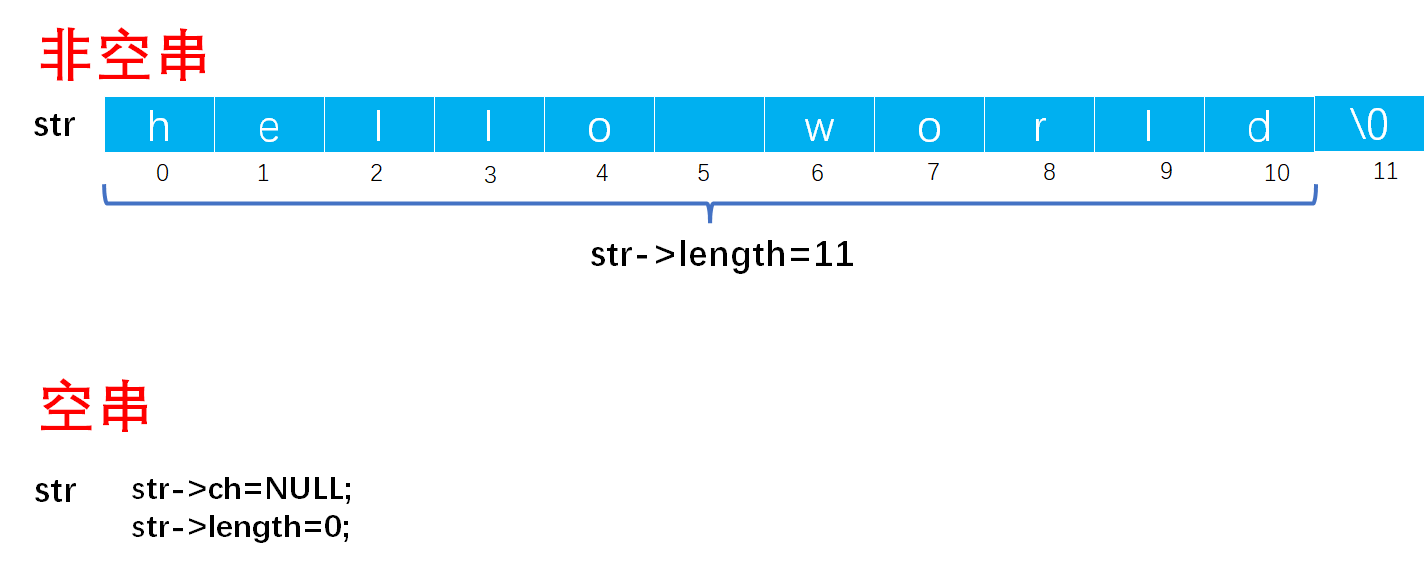 非空串
str h e l l o w o r l d \0
0 1 2 3 4 5 6 7 8 9 10 11
str->length=11
空串
str str->ch=NULL;
str->length=0;